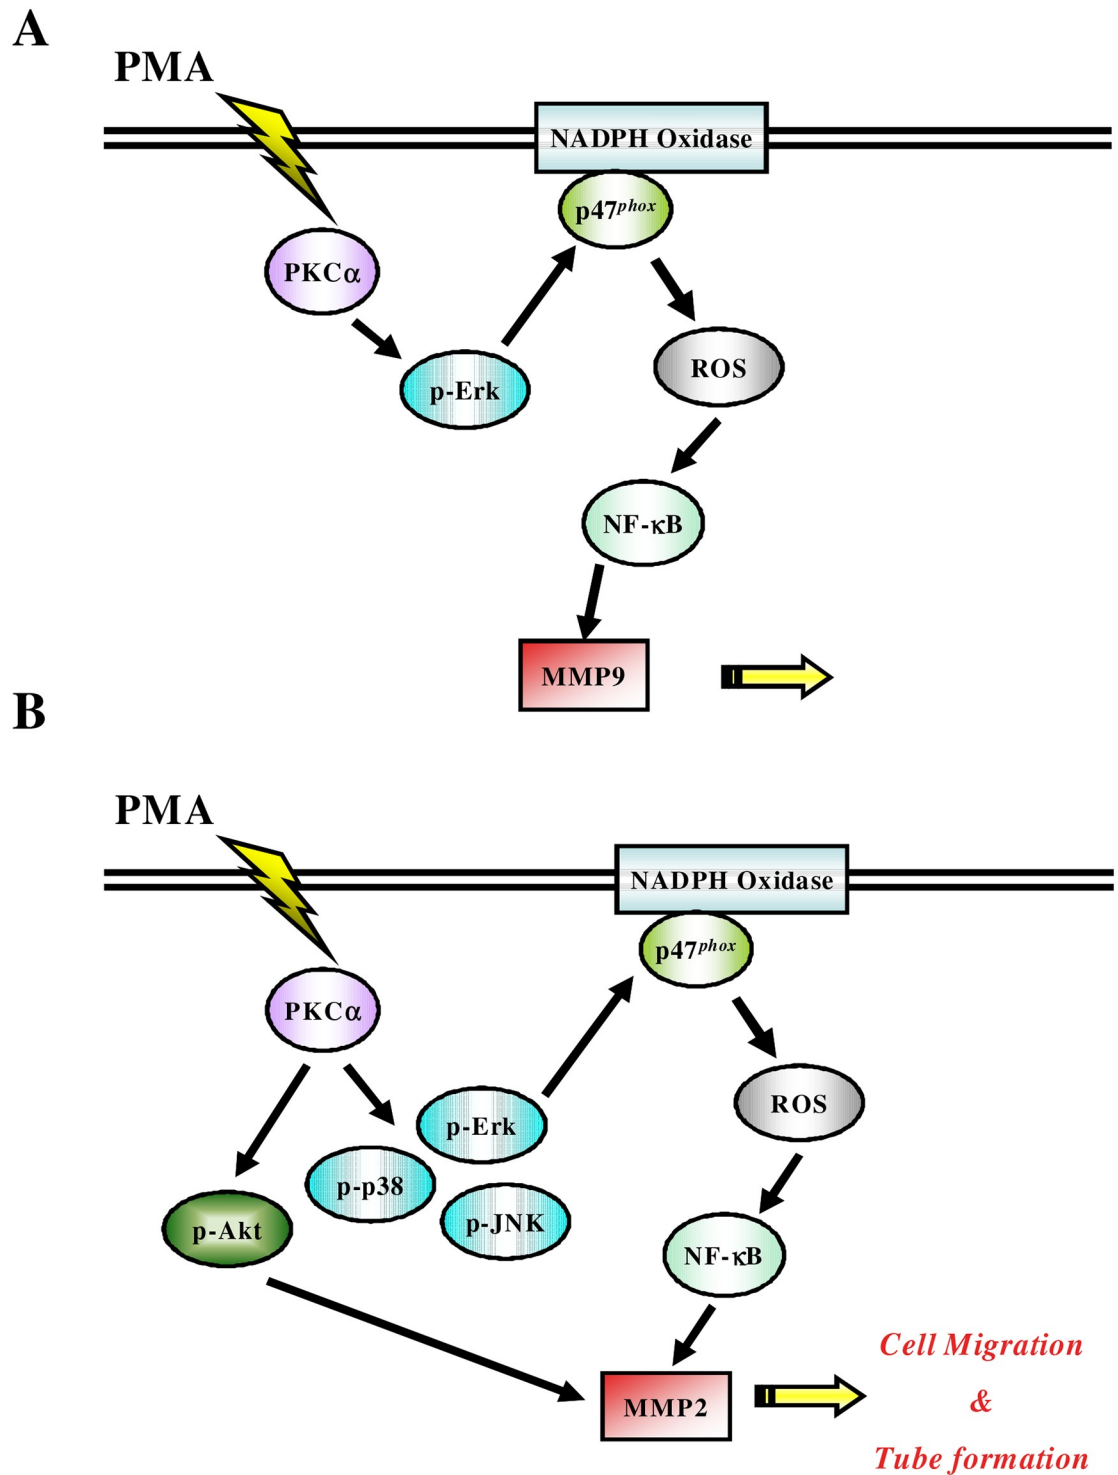 A
PMA
NADPH Oxidase
p47phox
PKCα
ROS
p-Erk
NF-κB
MMP9
B
PMA
NADPH Oxidase
p47phox
PKCα
ROS
p-Erk
p-p38
p-JNK
p-Akt
NF-κB
Cell Migration
&
Tube formation
MMP2